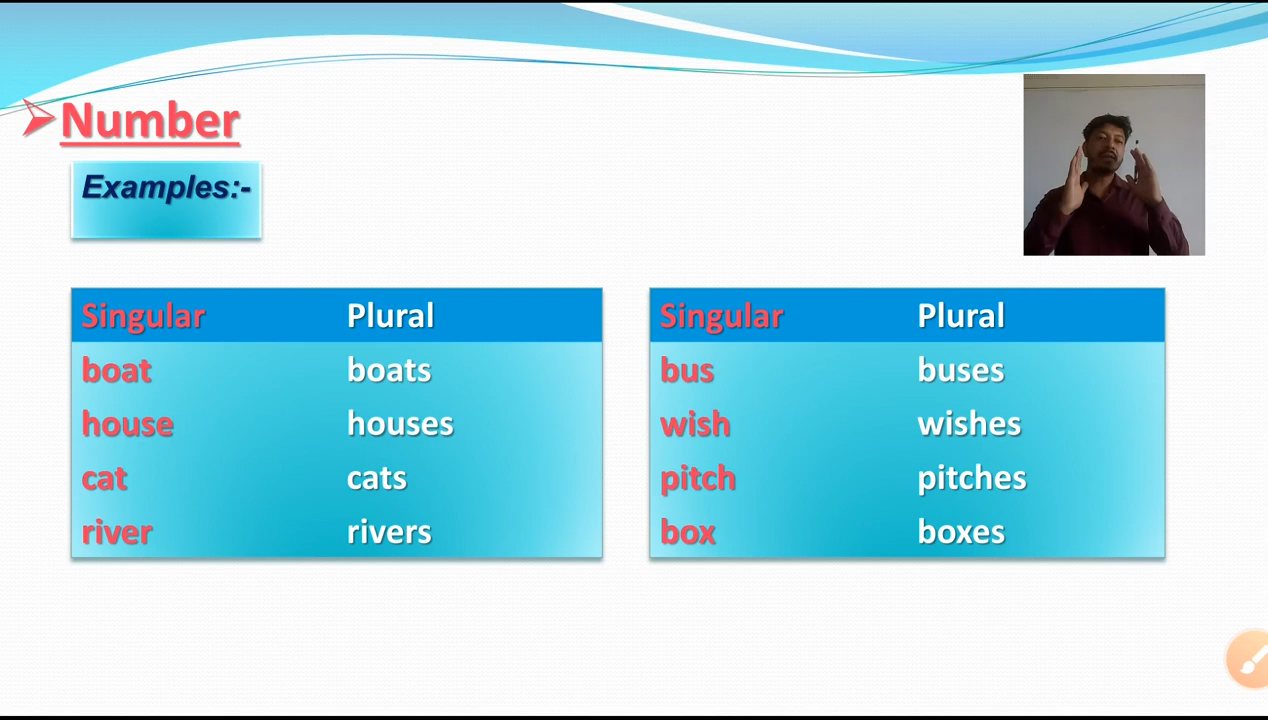 Number
Examples:-
Singular Plural
boat boats
house houses
cat cats
river rivers
Singular Plural
bus buses
wish wishes
pitch pitches
box boxes